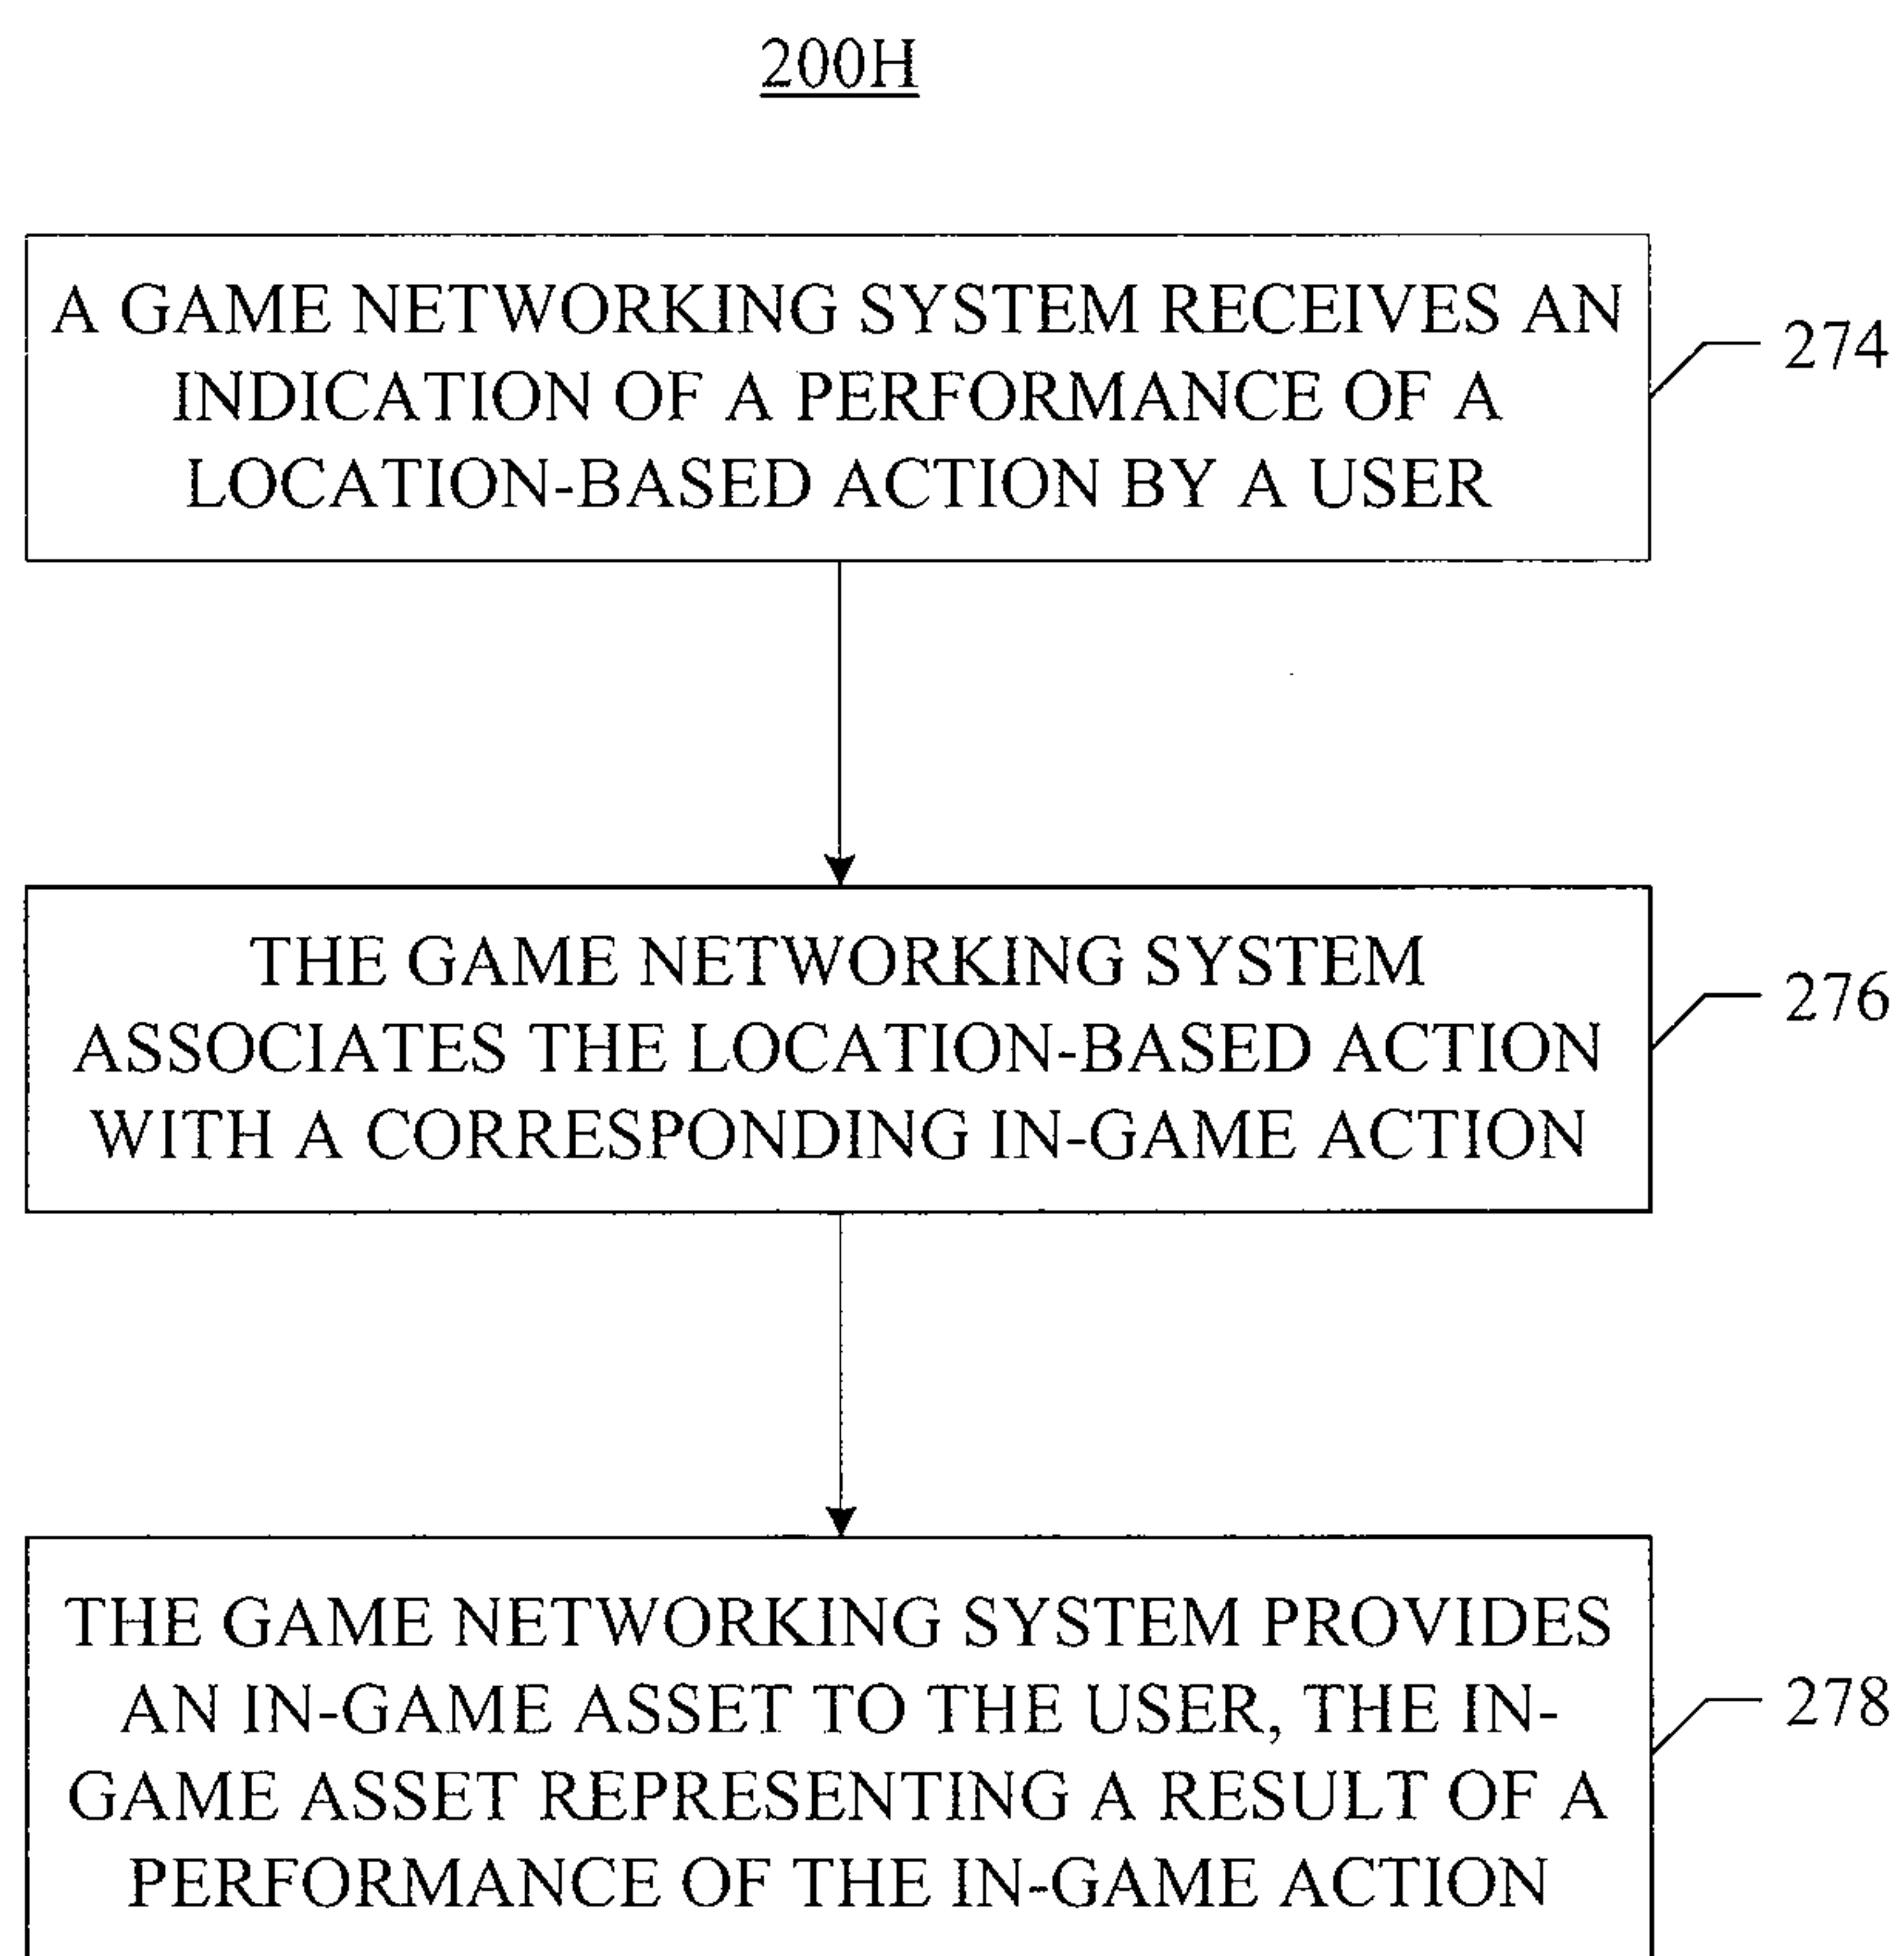 200H
A GAME NETWORKING SYSTEM RECEIVES AN
INDICATION OF A PERFORMANCE OF A
LOCATION-BASED ACTION BY A USER
274
THE GAME NETWORKING SYSTEM
ASSOCIATES THE LOCATION-BASED ACTION
WITH A CORRESPONDING IN-GAME ACTION
276
THE GAME NETWORKING SYSTEM PROVIDES
AN IN-GAME ASSET TO THE USER, THE IN-
GAME ASSET REPRESENTING A RESULT OF A
PERFORMANCE OF THE IN-GAME ACTION
278